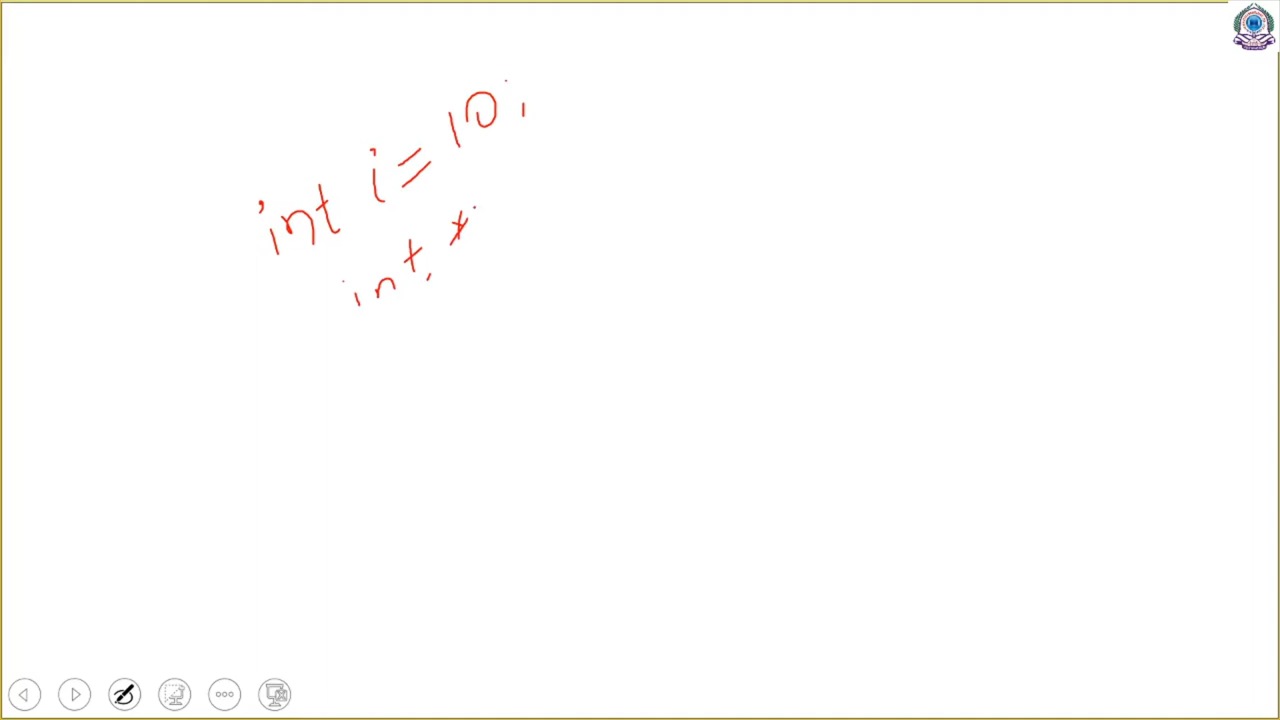 int i = 10;
int *